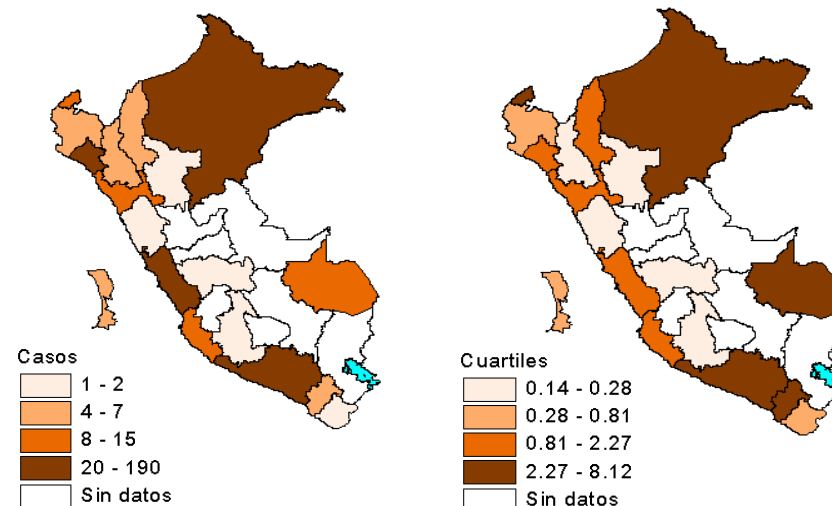 Casos
1 - 2
4 - 7
8 - 15
20 - 190
Sin datos
Cuartiles
0.14 - 0.28
0.28 - 0.81
0.81 - 2.27
2.27 - 8.12
Sin datos